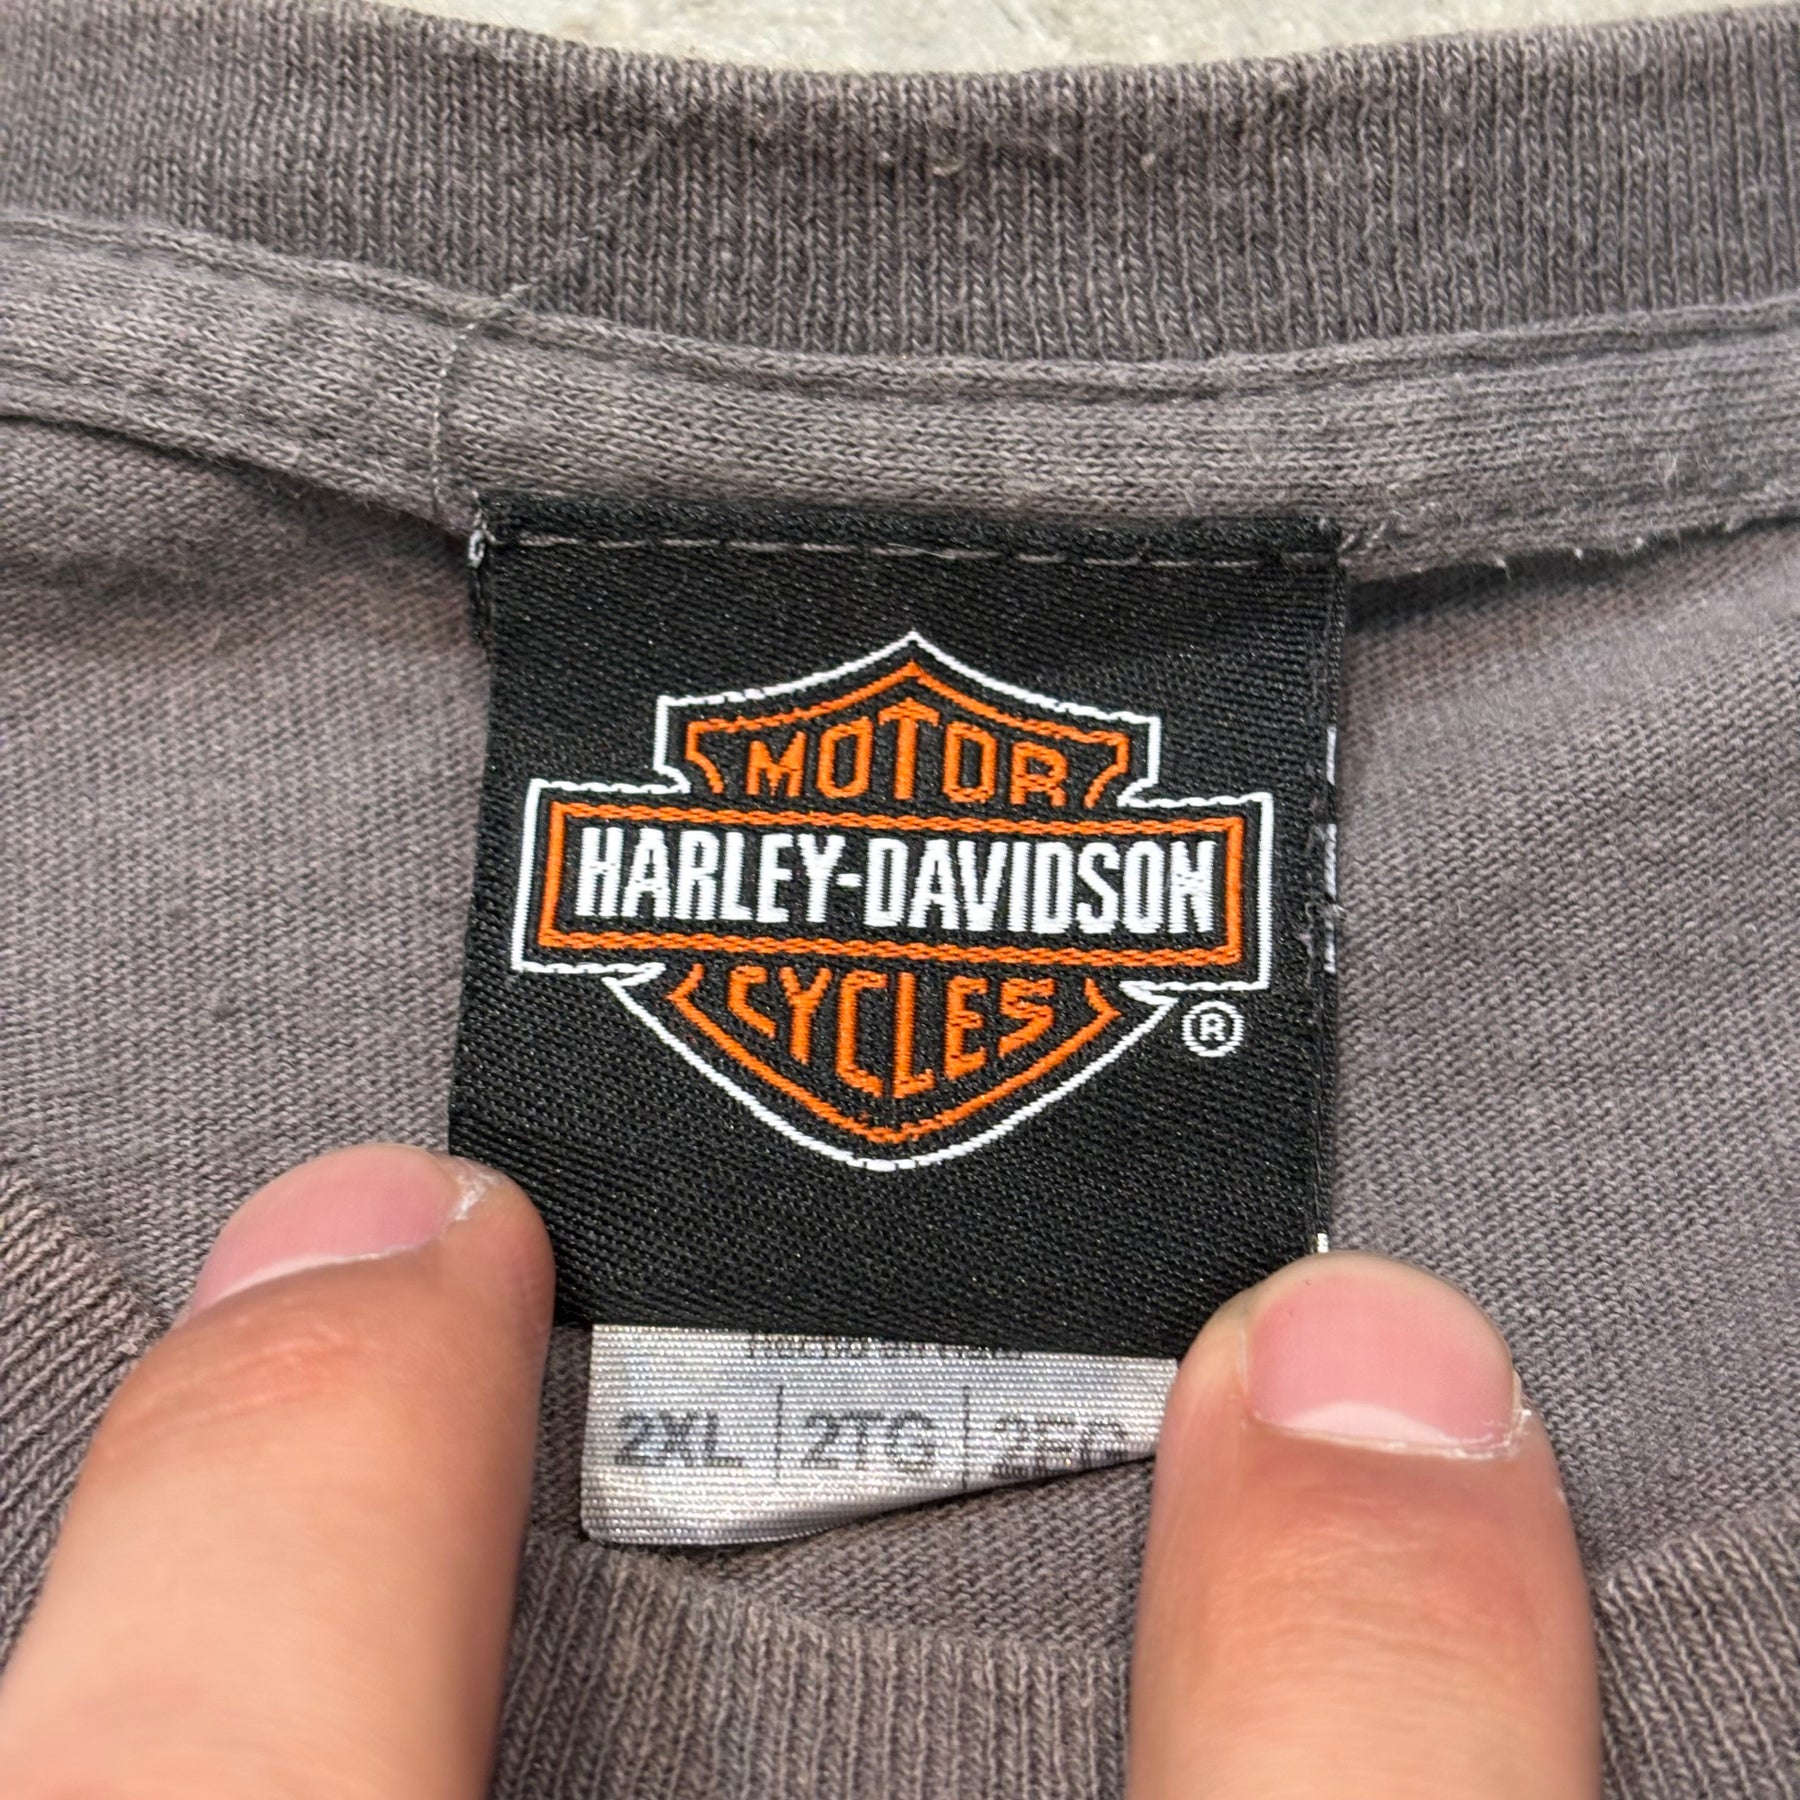 MOTOR
HARLEY-DAVIDSON
CYCLES
®
2XL | 2TG |